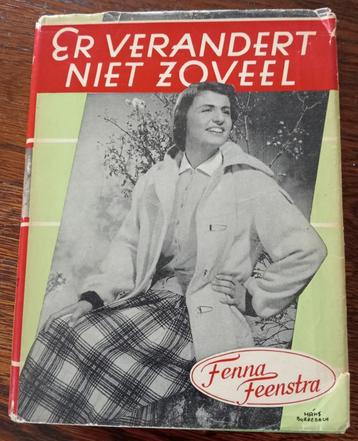 ER VERANDERT
NIET ZOVEEL
Fenna
Feenstra
HANS
BORREBACH